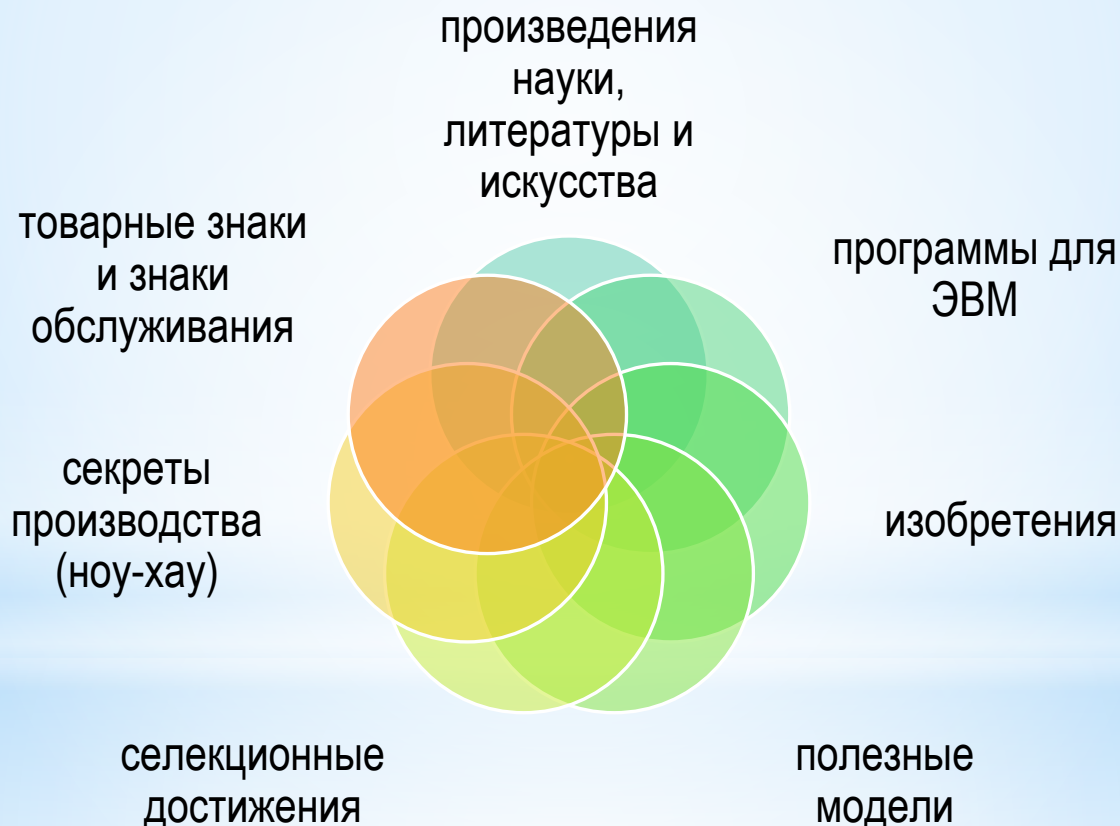 произведения
науки,
литературы и
искусства
программы для
ЭВМ
изобретения
полезные
модели
селекционные
достижения
секреты
производства
(ноу-хау)
товарные знаки
и знаки
обслуживания